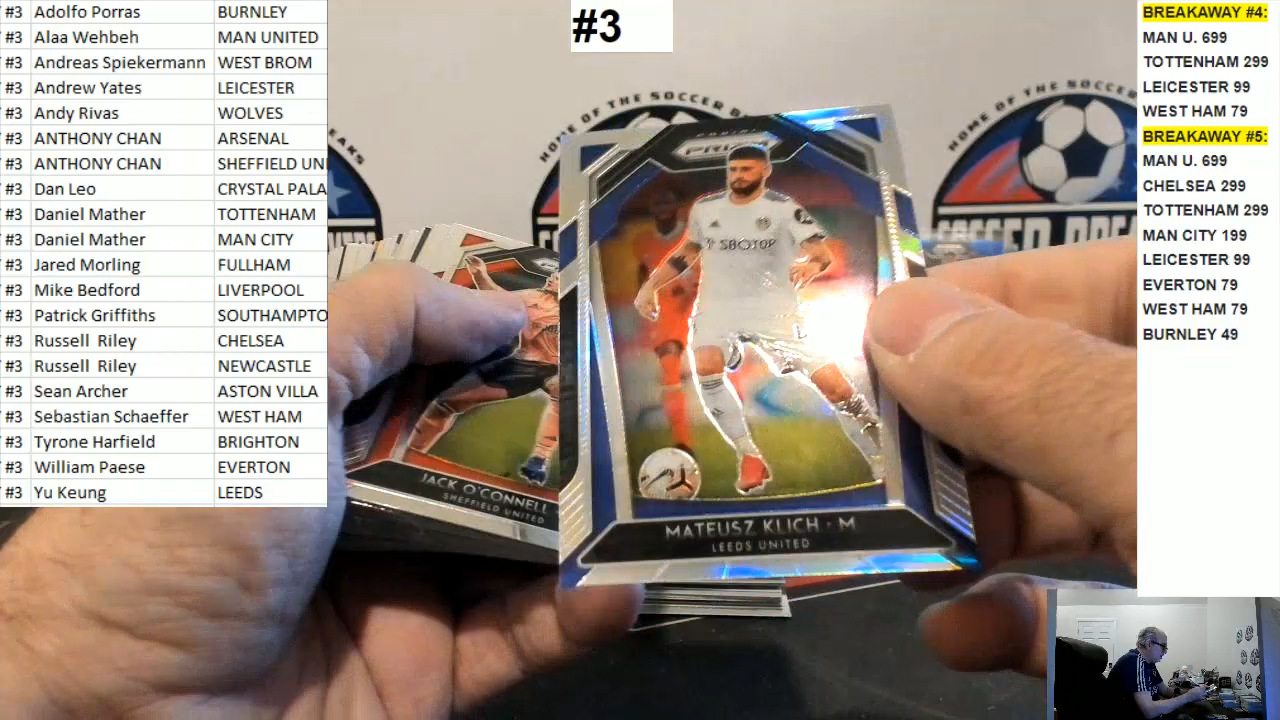 #3 Adolfo Porras BURNLEY
#3 Alaa Wehbeh MAN UNITED
#3 Andreas Spiekermann WEST BROM
#3 Andrew Yates LEICESTER
#3 Andy Rivas WOLVES
#3 ANTHONY CHAN ARSENAL
#3 ANTHONY CHAN SHEFFIELD UNI
#3 Dan Leo CRYSTAL PALA
#3 Daniel Mather TOTTENHAM
#3 Daniel Mather MAN CITY
#3 Jared Morling FULLHAM
#3 Mike Bedford LIVERPOOL
#3 Patrick Griffiths SOUTHAMPTO
#3 Russell Riley CHELSEA
#3 Russell Riley NEWCASTLE
#3 Sean Archer ASTON VILLA
#3 Sebastian Schaeffer WEST HAM
#3 Tyrone Harfield BRIGHTON
#3 William Paese EVERTON
#3 Yu Keung LEEDS
#3
HOME OF THE SOCCER B
HOME OF THE SOCCER
SOCCER BREA
PANINI
PRIZM
SBOTOP
MATEUSZ KLICH · M
LEEDS UNITED
JACK O'CONNELL
SHEFFIELD UNITED
BREAKAWAY #4:
MAN U. 699
TOTTENHAM 299
LEICESTER 99
WEST HAM 79
BREAKAWAY #5:
MAN U. 699
CHELSEA 299
TOTTENHAM 299
MAN CITY 199
LEICESTER 99
EVERTON 79
WEST HAM 79
BURNLEY 49